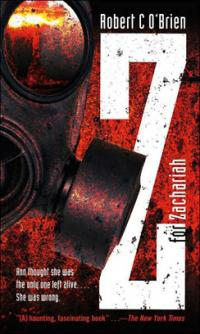 Robert C O'Brien
Z
for Zachariah
Ann thought she was
the only one left alive....
She was wrong.
"(A) haunting, fascinating book" ....—The New York Times